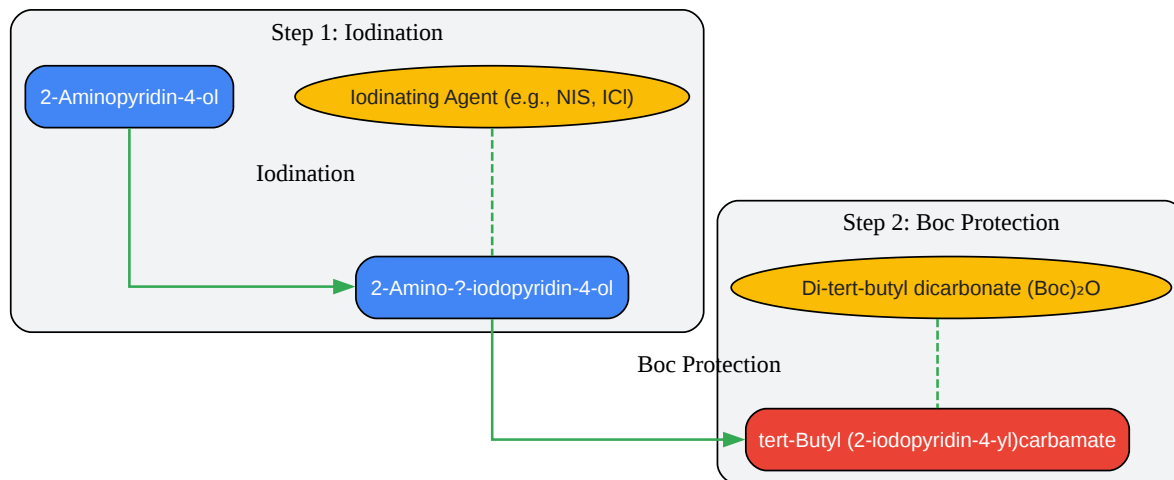 Step 1: Iodination
2-Aminopyridin-4-ol
Iodinating Agent (e.g., NIS, ICl)
Iodination
2-Amino-?-iodopyridin-4-ol
Step 2: Boc Protection
Di-tert-butyl dicarbonate (Boc)₂O
Boc Protection
tert-Butyl (2-iodopyridin-4-yl)carbamate